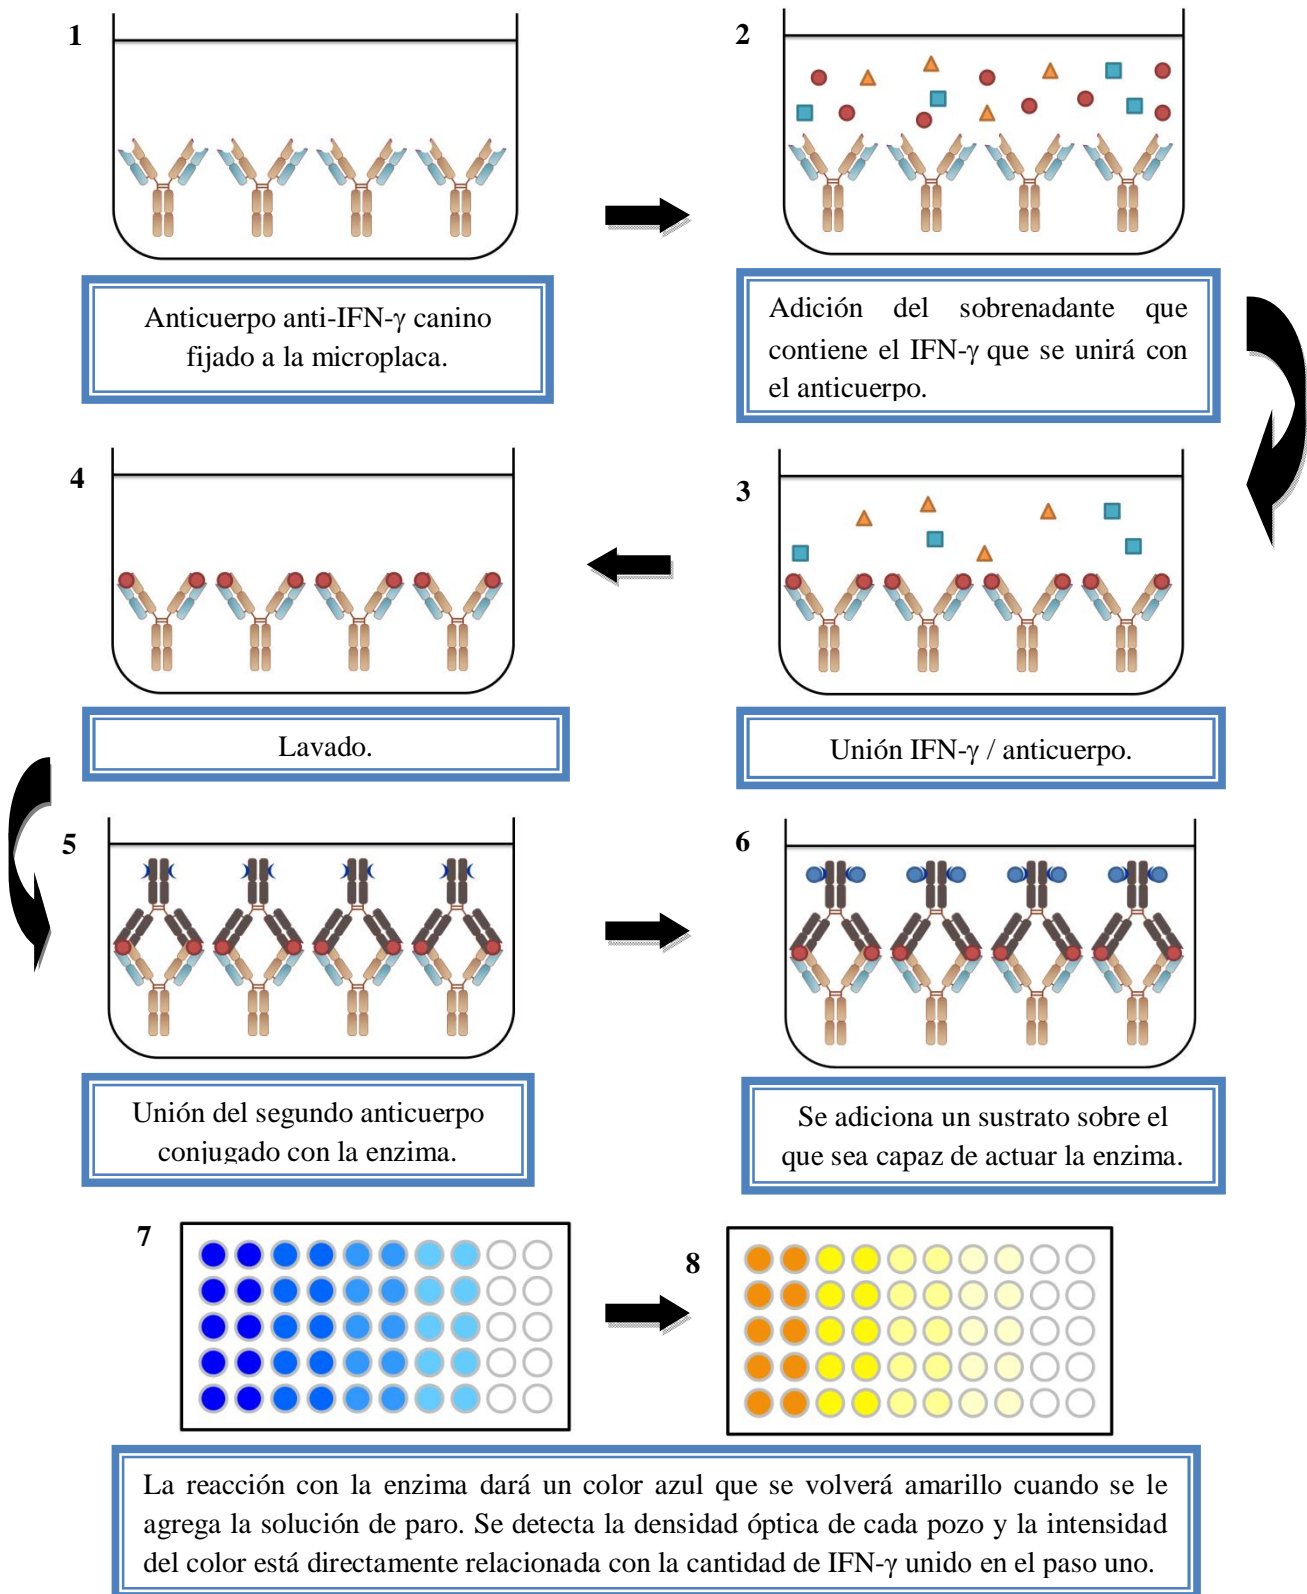 1
Anticuerpo anti-IFN-γ canino
fijado a la microplaca.
2
Adición del sobrenadante que
contiene el IFN-γ que se unirá con
el anticuerpo.
3
Unión IFN-γ / anticuerpo.
4
Lavado.
5
Unión del segundo anticuerpo
conjugado con la enzima.
6
Se adiciona un sustrato sobre el
que sea capaz de actuar la enzima.
7
8
La reacción con la enzima dará un color azul que se volverá amarillo cuando se le
agrega la solución de paro. Se detecta la densidad óptica de cada pozo y la intensidad
del color está directamente relacionada con la cantidad de IFN-γ unido en el paso uno.